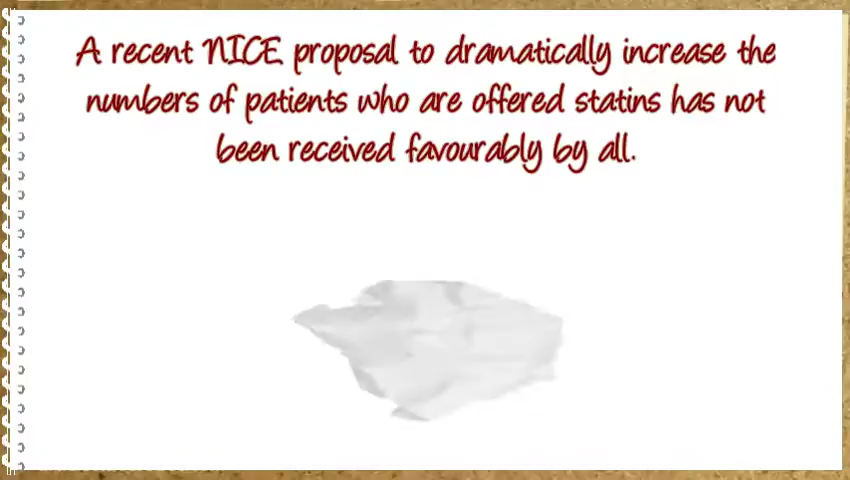 A recent NICE proposal to dramatically increase the
numbers of patients who are offered statins has not
been received favourably by all.